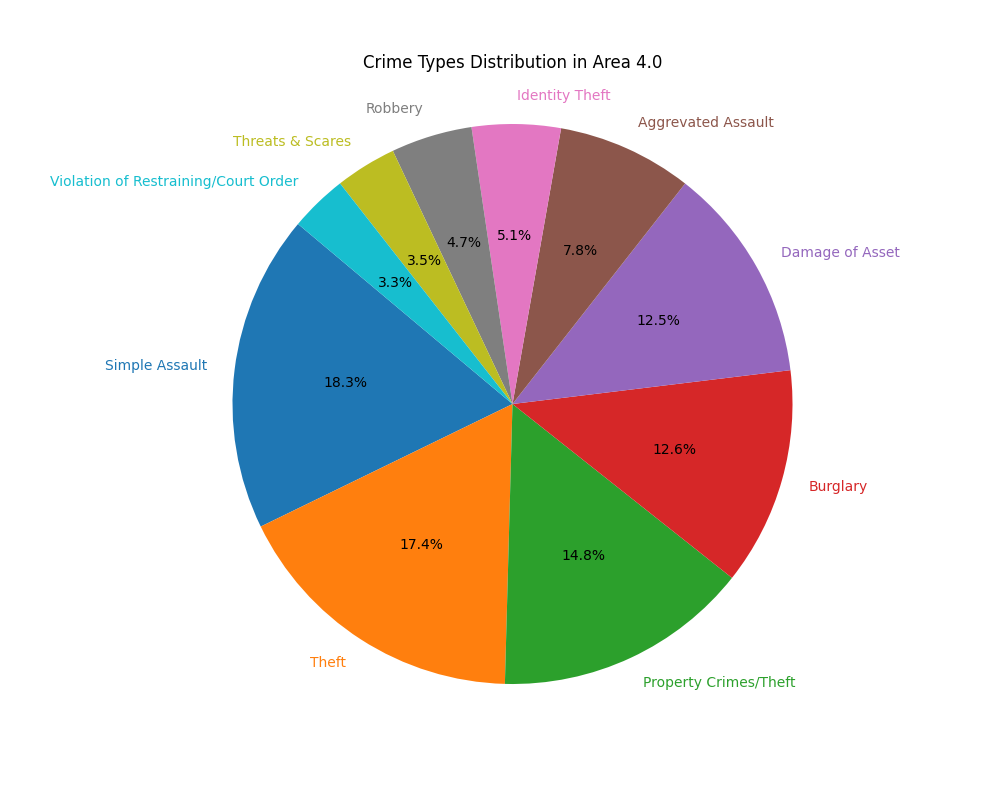 Crime Types Distribution in Area 4.0
Identity Theft
Robbery
Aggrevated Assault
Threats & Scares
Violation of Restraining/Court Order
Damage of Asset
Simple Assault
Burglary
Theft
Property Crimes/Theft
5.1%
4.7%
7.8%
3.5%
3.3%
12.5%
18.3%
12.6%
17.4%
14.8%